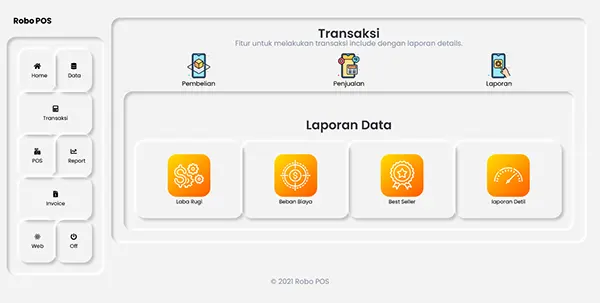 Robo POS
Home
Data
Transaksi
POS
Report
Invoice
Web
Off
Transaksi
Fitur untuk melakukan transaksi include dengan laporan details.
Pembelian
Penjualan
Laporan
Laporan Data
Laba Rugi
Beban Biaya
Best Seller
laporan Detil
© 2021 Robo POS